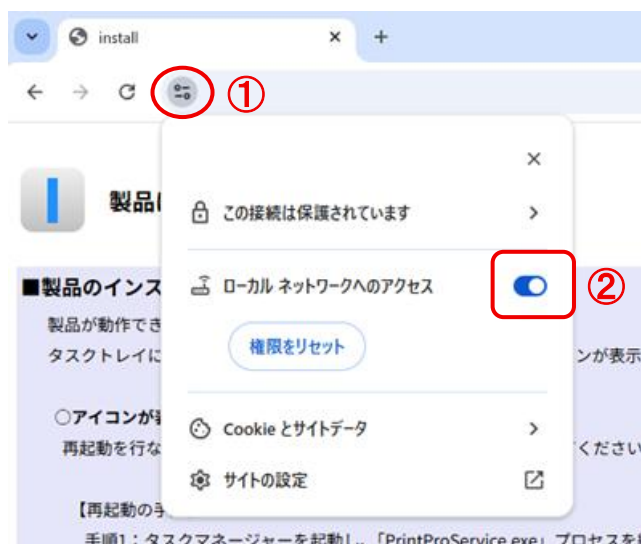 install
①
製品
この接続は保護されています
■製品のインス
ローカル ネットワークへのアクセス
②
製品が動作でき
タスクトレイに
権限をリセット
ンが表示
○アイコンが
Cookie とサイトデータ
再起動を行な
ください
サイトの設定
【再起動の手
手順1：タスクマネージャーを起動し、「PrintProService.exe」プロセスを